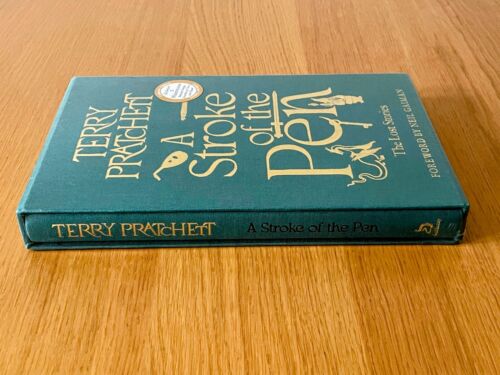 TERRY
PRATCHETT
A
Stroke
of the
Pen
The Lost Stories
FOREWORD BY NEIL GAIMAN
TERRY PRATCHETT
A Stroke of the Pen